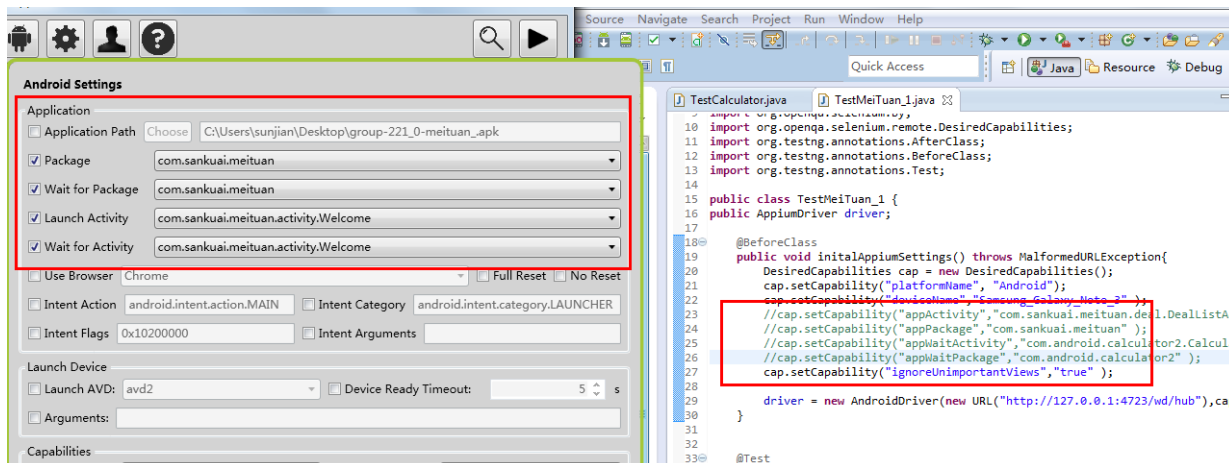 Android Settings
Application
Application Path Choose C:\Users\sunjian\Desktop\group-221_0-meituan_.apk
Package com.sankuai.meituan
Wait for Package com.sankuai.meituan
Launch Activity com.sankuai.meituan.activity.Welcome
Wait for Activity com.sankuai.meituan.activity.Welcome
Use Browser Chrome Full Reset No Reset
Intent Action android.intent.action.MAIN Intent Category android.intent.category.LAUNCHER
Intent Flags 0x10200000 Intent Arguments
Launch Device
Launch AVD: avd2 Device Ready Timeout: 5 s
Arguments:
Capabilities
Source Navigate Search Project Run Window Help
Quick Access Java Resource Debug
TestCalculator.java TestMeiTuan_1.java
9 import org.openqa.selenium.By;
10 import org.openqa.selenium.remote.DesiredCapabilities;
11 import org.testng.annotations.AfterClass;
12 import org.testng.annotations.BeforeClass;
13 import org.testng.annotations.Test;
14
15 public class TestMeiTuan_1 {
16 public AppiumDriver driver;
17
18 @BeforeClass
19 public void initalAppiumSettings() throws MalformedURLException{
20 DesiredCapabilities cap = new DesiredCapabilities();
21 cap.setCapability("platformName", "Android");
22 cap.setCapability("deviceName","Samsung_Galaxy_Note_3" );
23 //cap.setCapability("appActivity","com.sankuai.meituan.deal.DealListA
24 //cap.setCapability("appPackage","com.sankuai.meituan" );
25 //cap.setCapability("appWaitActivity","com.android.calculator2.Calcul
26 //cap.setCapability("appWaitPackage","com.android.calculator2" );
27 cap.setCapability("ignoreUnimportantViews","true" );
28
29 driver = new AndroidDriver(new URL("http://127.0.0.1:4723/wd/hub"),ca
30 }
31
32
33 @Test